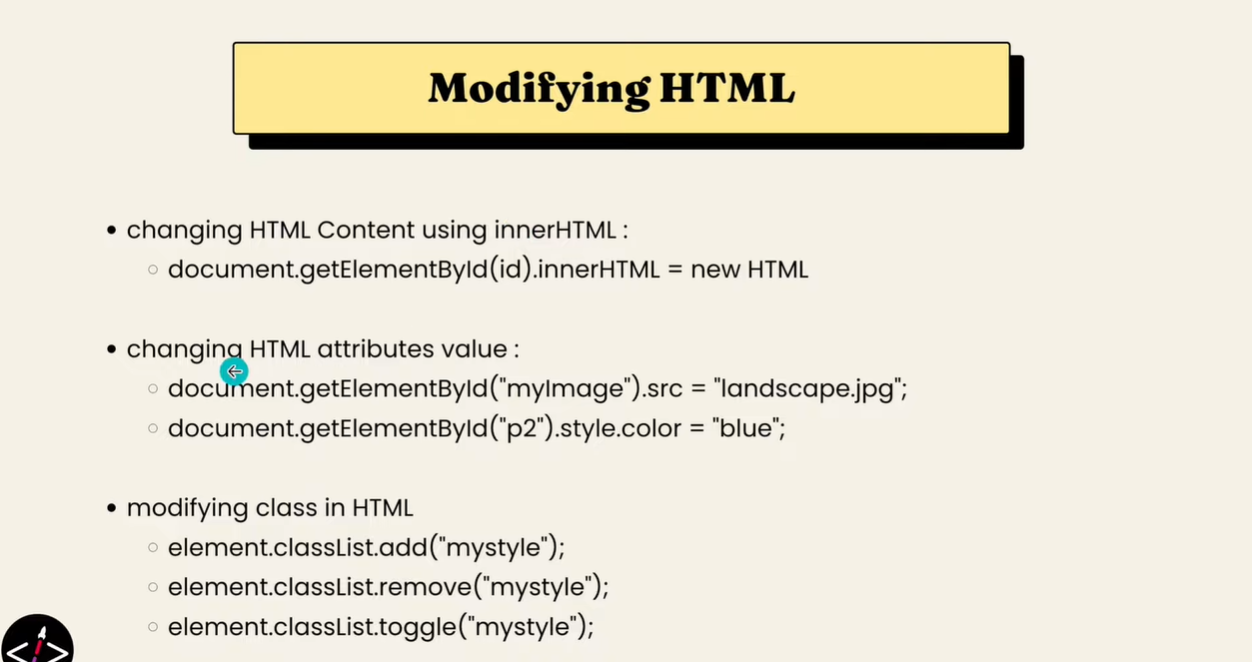 Modifying HTML
• changing HTML Content using innerHTML :
○ document.getElementById(id).innerHTML = new HTML
• changing HTML attributes value :
○ document.getElementById("myImage").src = "landscape.jpg";
○ document.getElementById("p2").style.color = "blue";
• modifying class in HTML
○ element.classList.add("mystyle");
○ element.classList.remove("mystyle");
○ element.classList.toggle("mystyle");